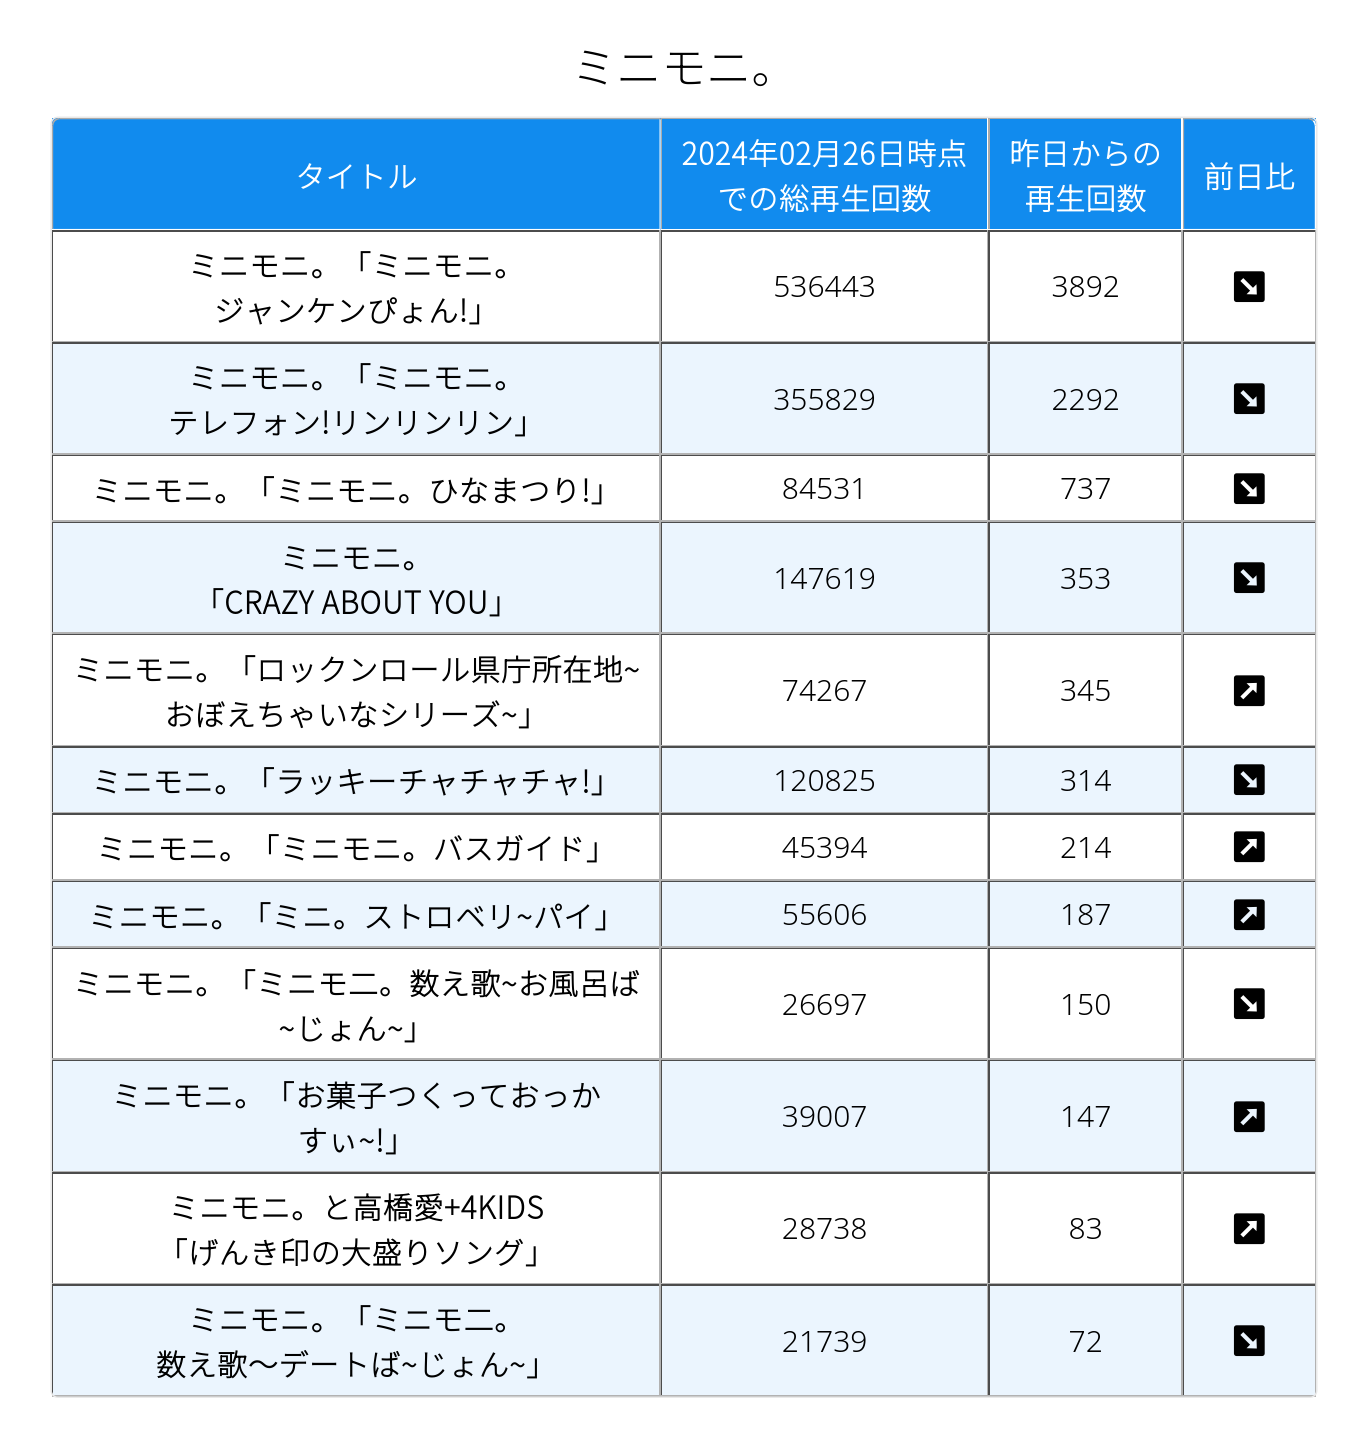 ミニモニ。
タイトル
2024年02月26日時点
での総再生回数
昨日からの
再生回数
前日比
ミニモニ。「ミニモニ。
ジャンケンぴょん!」
536443
3892
ミニモニ。「ミニモニ。
テレフォン!リンリンリン」
355829
2292
ミニモニ。「ミニモニ。ひなまつり!」
84531
737
ミニモニ。
「CRAZY ABOUT YOU」
147619
353
ミニモニ。「ロックンロール県庁所在地~
おぼえちゃいなシリーズ~」
74267
345
ミニモニ。「ラッキーチャチャチャ!」
120825
314
ミニモニ。「ミニモニ。バスガイド」
45394
214
ミニモニ。「ミニ。ストロベリ~パイ」
55606
187
ミニモニ。「ミニモ二。数え歌~お風呂ば
~じょん~」
26697
150
ミニモニ。「お菓子つくっておっか
すぃ~!」
39007
147
ミニモニ。と高橋愛+4KIDS
「げんき印の大盛りソング」
28738
83
ミニモニ。「ミニモ二。
数え歌〜デートば~じょん~」
21739
72